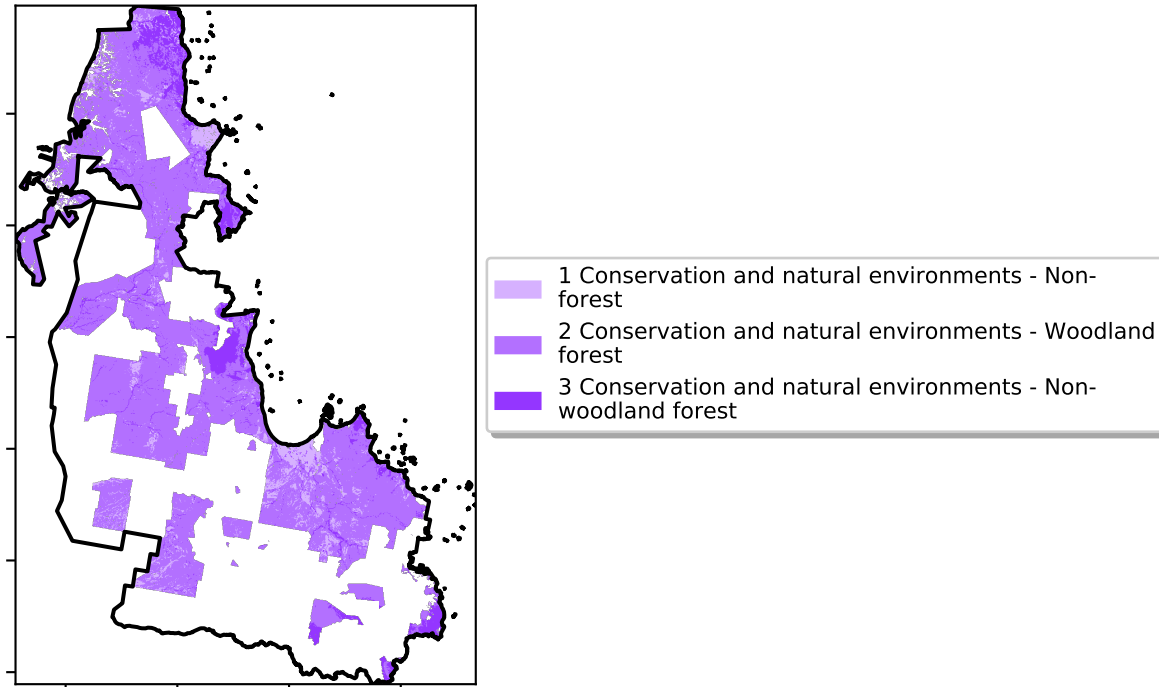 1 Conservation and natural environments - Non-
forest
2 Conservation and natural environments - Woodland
forest
3 Conservation and natural environments - Non-
woodland forest